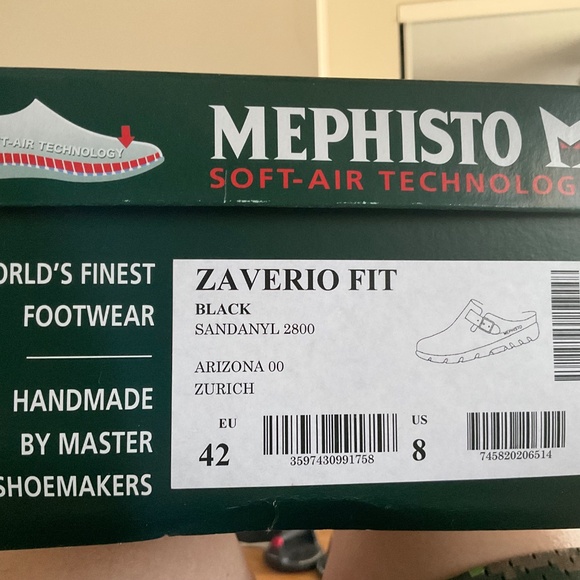 T-AIR TECHNOLOGY
MEPHISTO
SOFT-AIR TECHNOLOG
ORLD'S FINEST
FOOTWEAR
HANDMADE
BY MASTER
SHOEMAKERS
ZAVERIO FIT
BLACK
SANDANYL 2800
ARIZONA 00
ZURICH
MEPHISTO
EU
42
3597430991758
US
8
745820206514